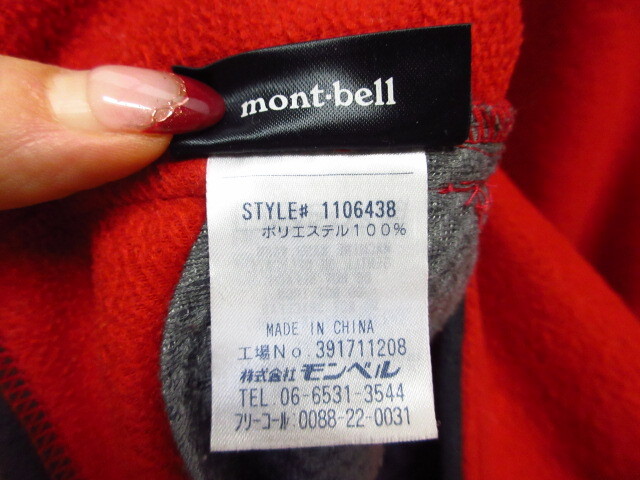 mont-bell
STYLE# 1106438
ポリエステル100%
MADE IN CHINA
工場No.391711208
株式会社モンベル
TEL.06-6531-3544
フリーコール:0088-22-0031